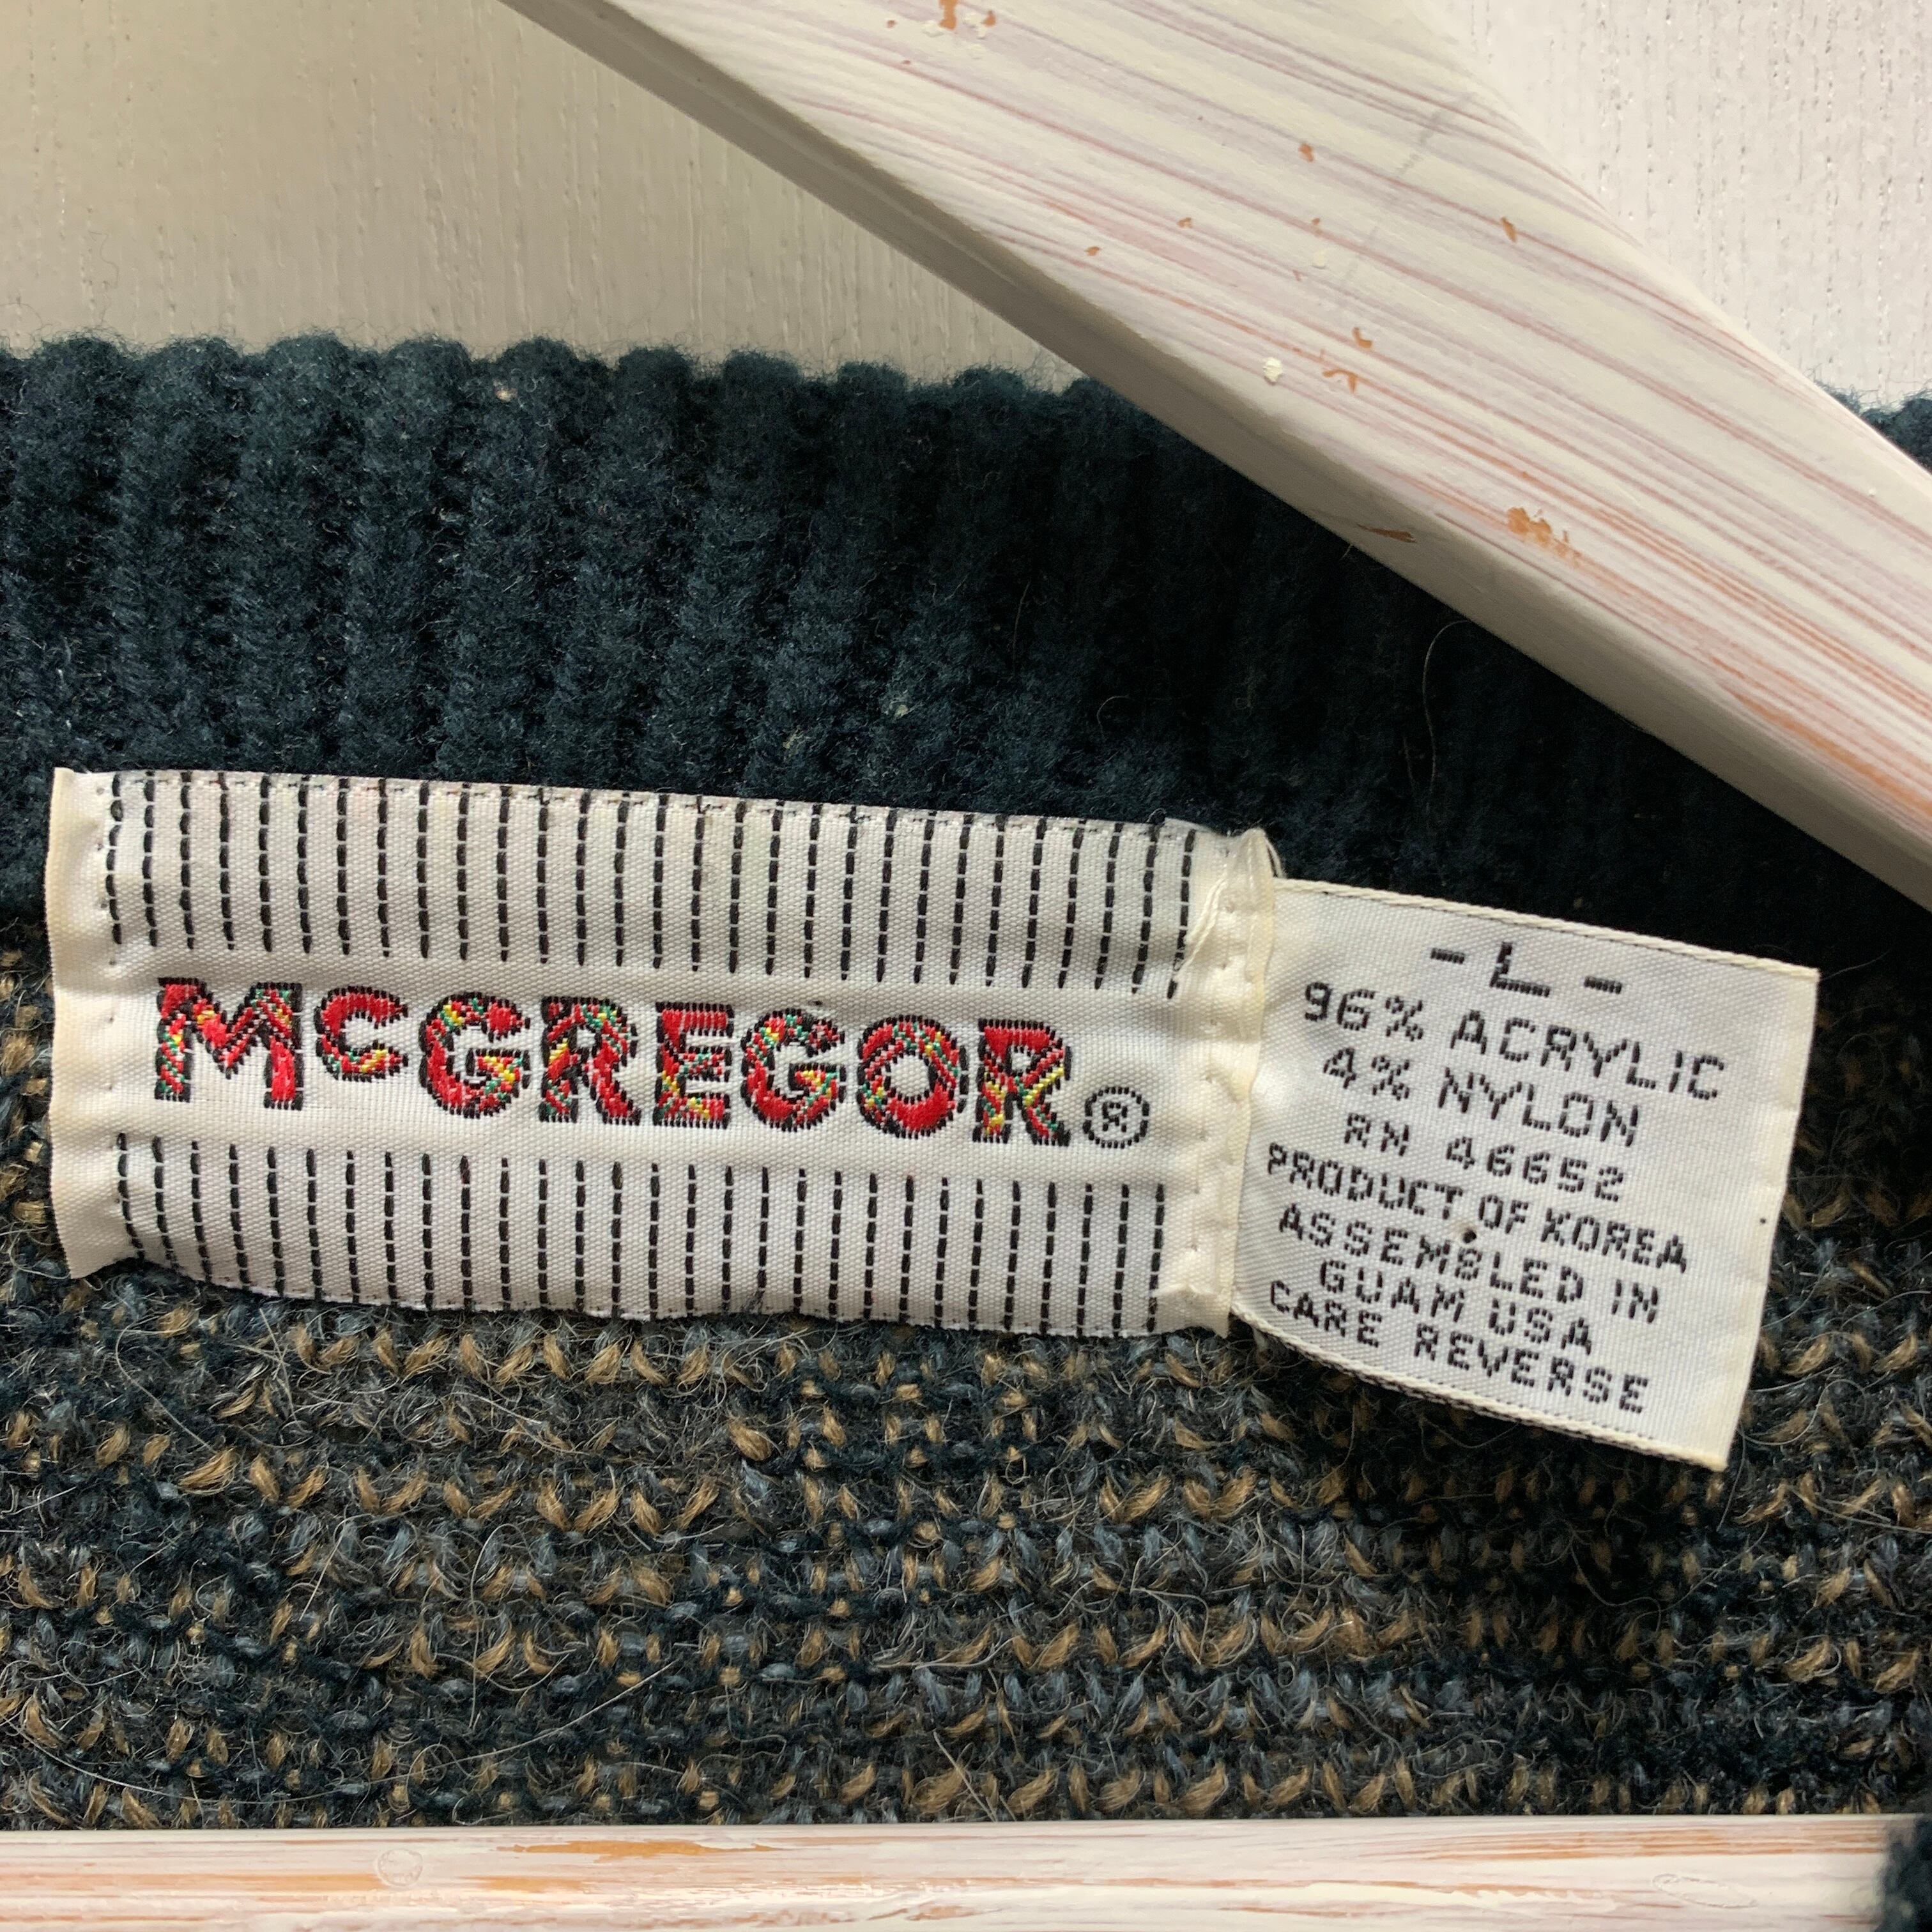 McGREGOR®
- L -
96% ACRYLIC
4% NYLON
RN 46652
PRODUCT OF KOREA
ASSEMBLED IN
GUAM USA
CARE REVERSE